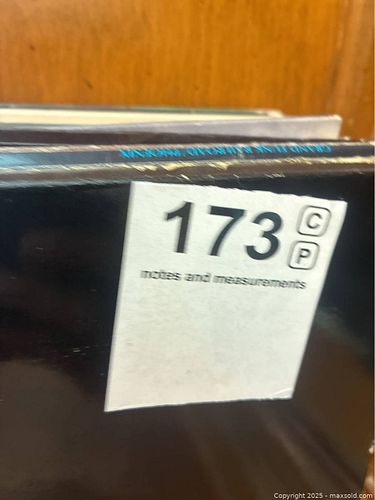 173
C
P
notes and measurements
Copyright 2025 - maxsold.com